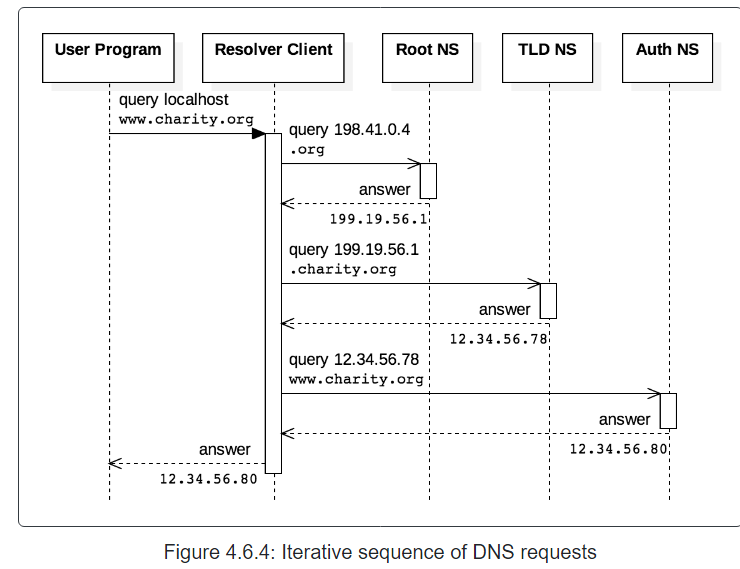 User Program
Resolver Client
Root NS
TLD NS
Auth NS
query localhost
www.charity.org
query 198.41.0.4
.org
answer
199.19.56.1
query 199.19.56.1
.charity.org
answer
12.34.56.78
query 12.34.56.78
www.charity.org
answer
12.34.56.80
answer
12.34.56.80
Figure 4.6.4: Iterative sequence of DNS requests